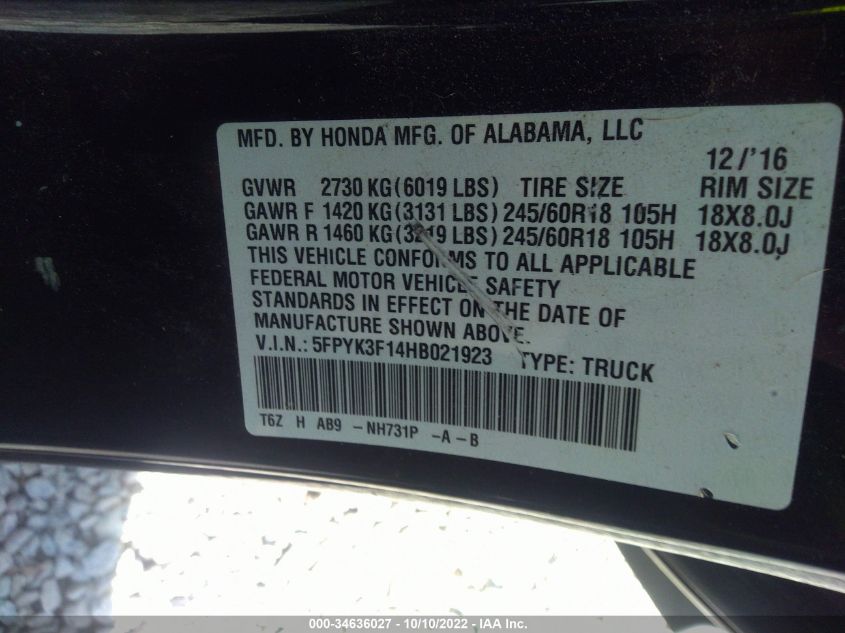 MFD. BY HONDA MFG. OF ALABAMA, LLC
12/'16
GVWR 2730 KG(6019 LBS) TIRE SIZE RIM SIZE
GAWR F 1420 KG(3131 LBS) 245/60R18 105H 18X8.0J
GAWR R 1460 KG(3219 LBS) 245/60R18 105H 18X8.0J
THIS VEHICLE CONFORMS TO ALL APPLICABLE
FEDERAL MOTOR VEHICLE SAFETY
STANDARDS IN EFFECT ON THE DATE OF
MANUFACTURE SHOWN ABOVE.
V.I.N.: 5FPYK3F14HB021923 TYPE: TRUCK
T6Z H AB9 -NH731P -A-B
000-34636027 - 10/10/2022 - IAA Inc.